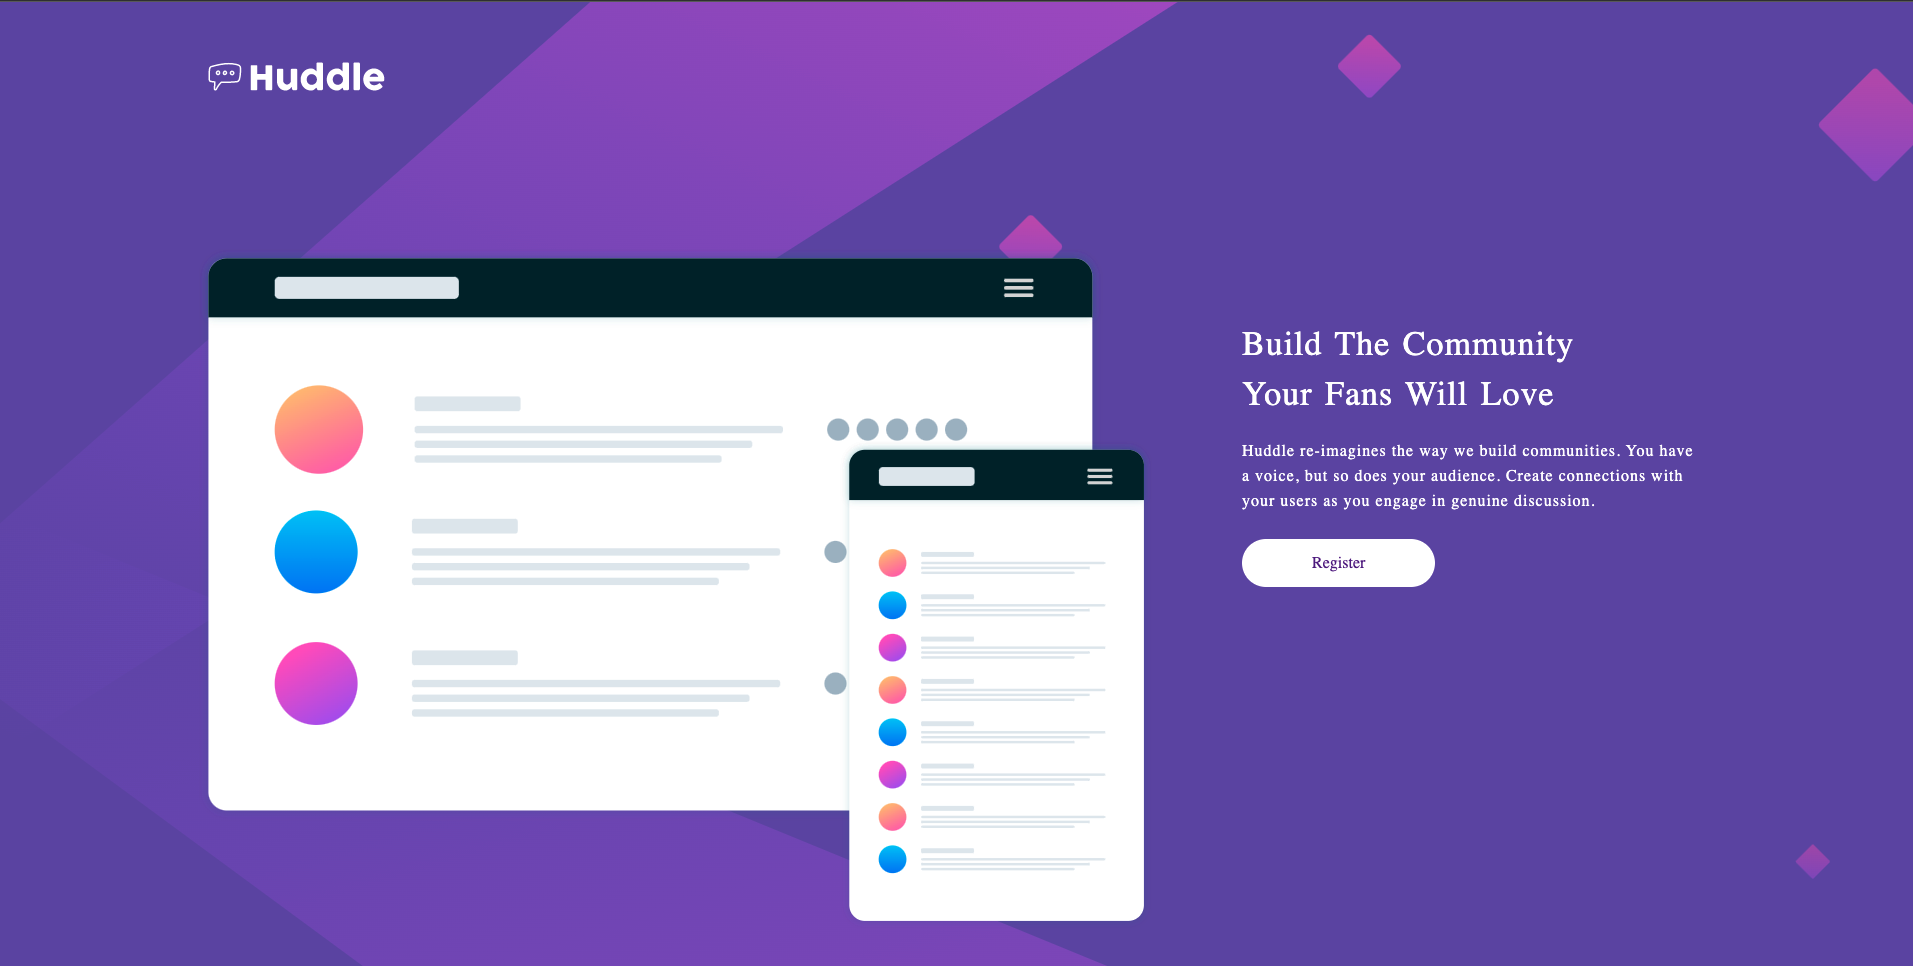 Huddle
Build The Community
Your Fans Will Love
Huddle re-imagines the way we build communities. You have
a voice, but so does your audience. Create connections with
your users as you engage in genuine discussion.
Register